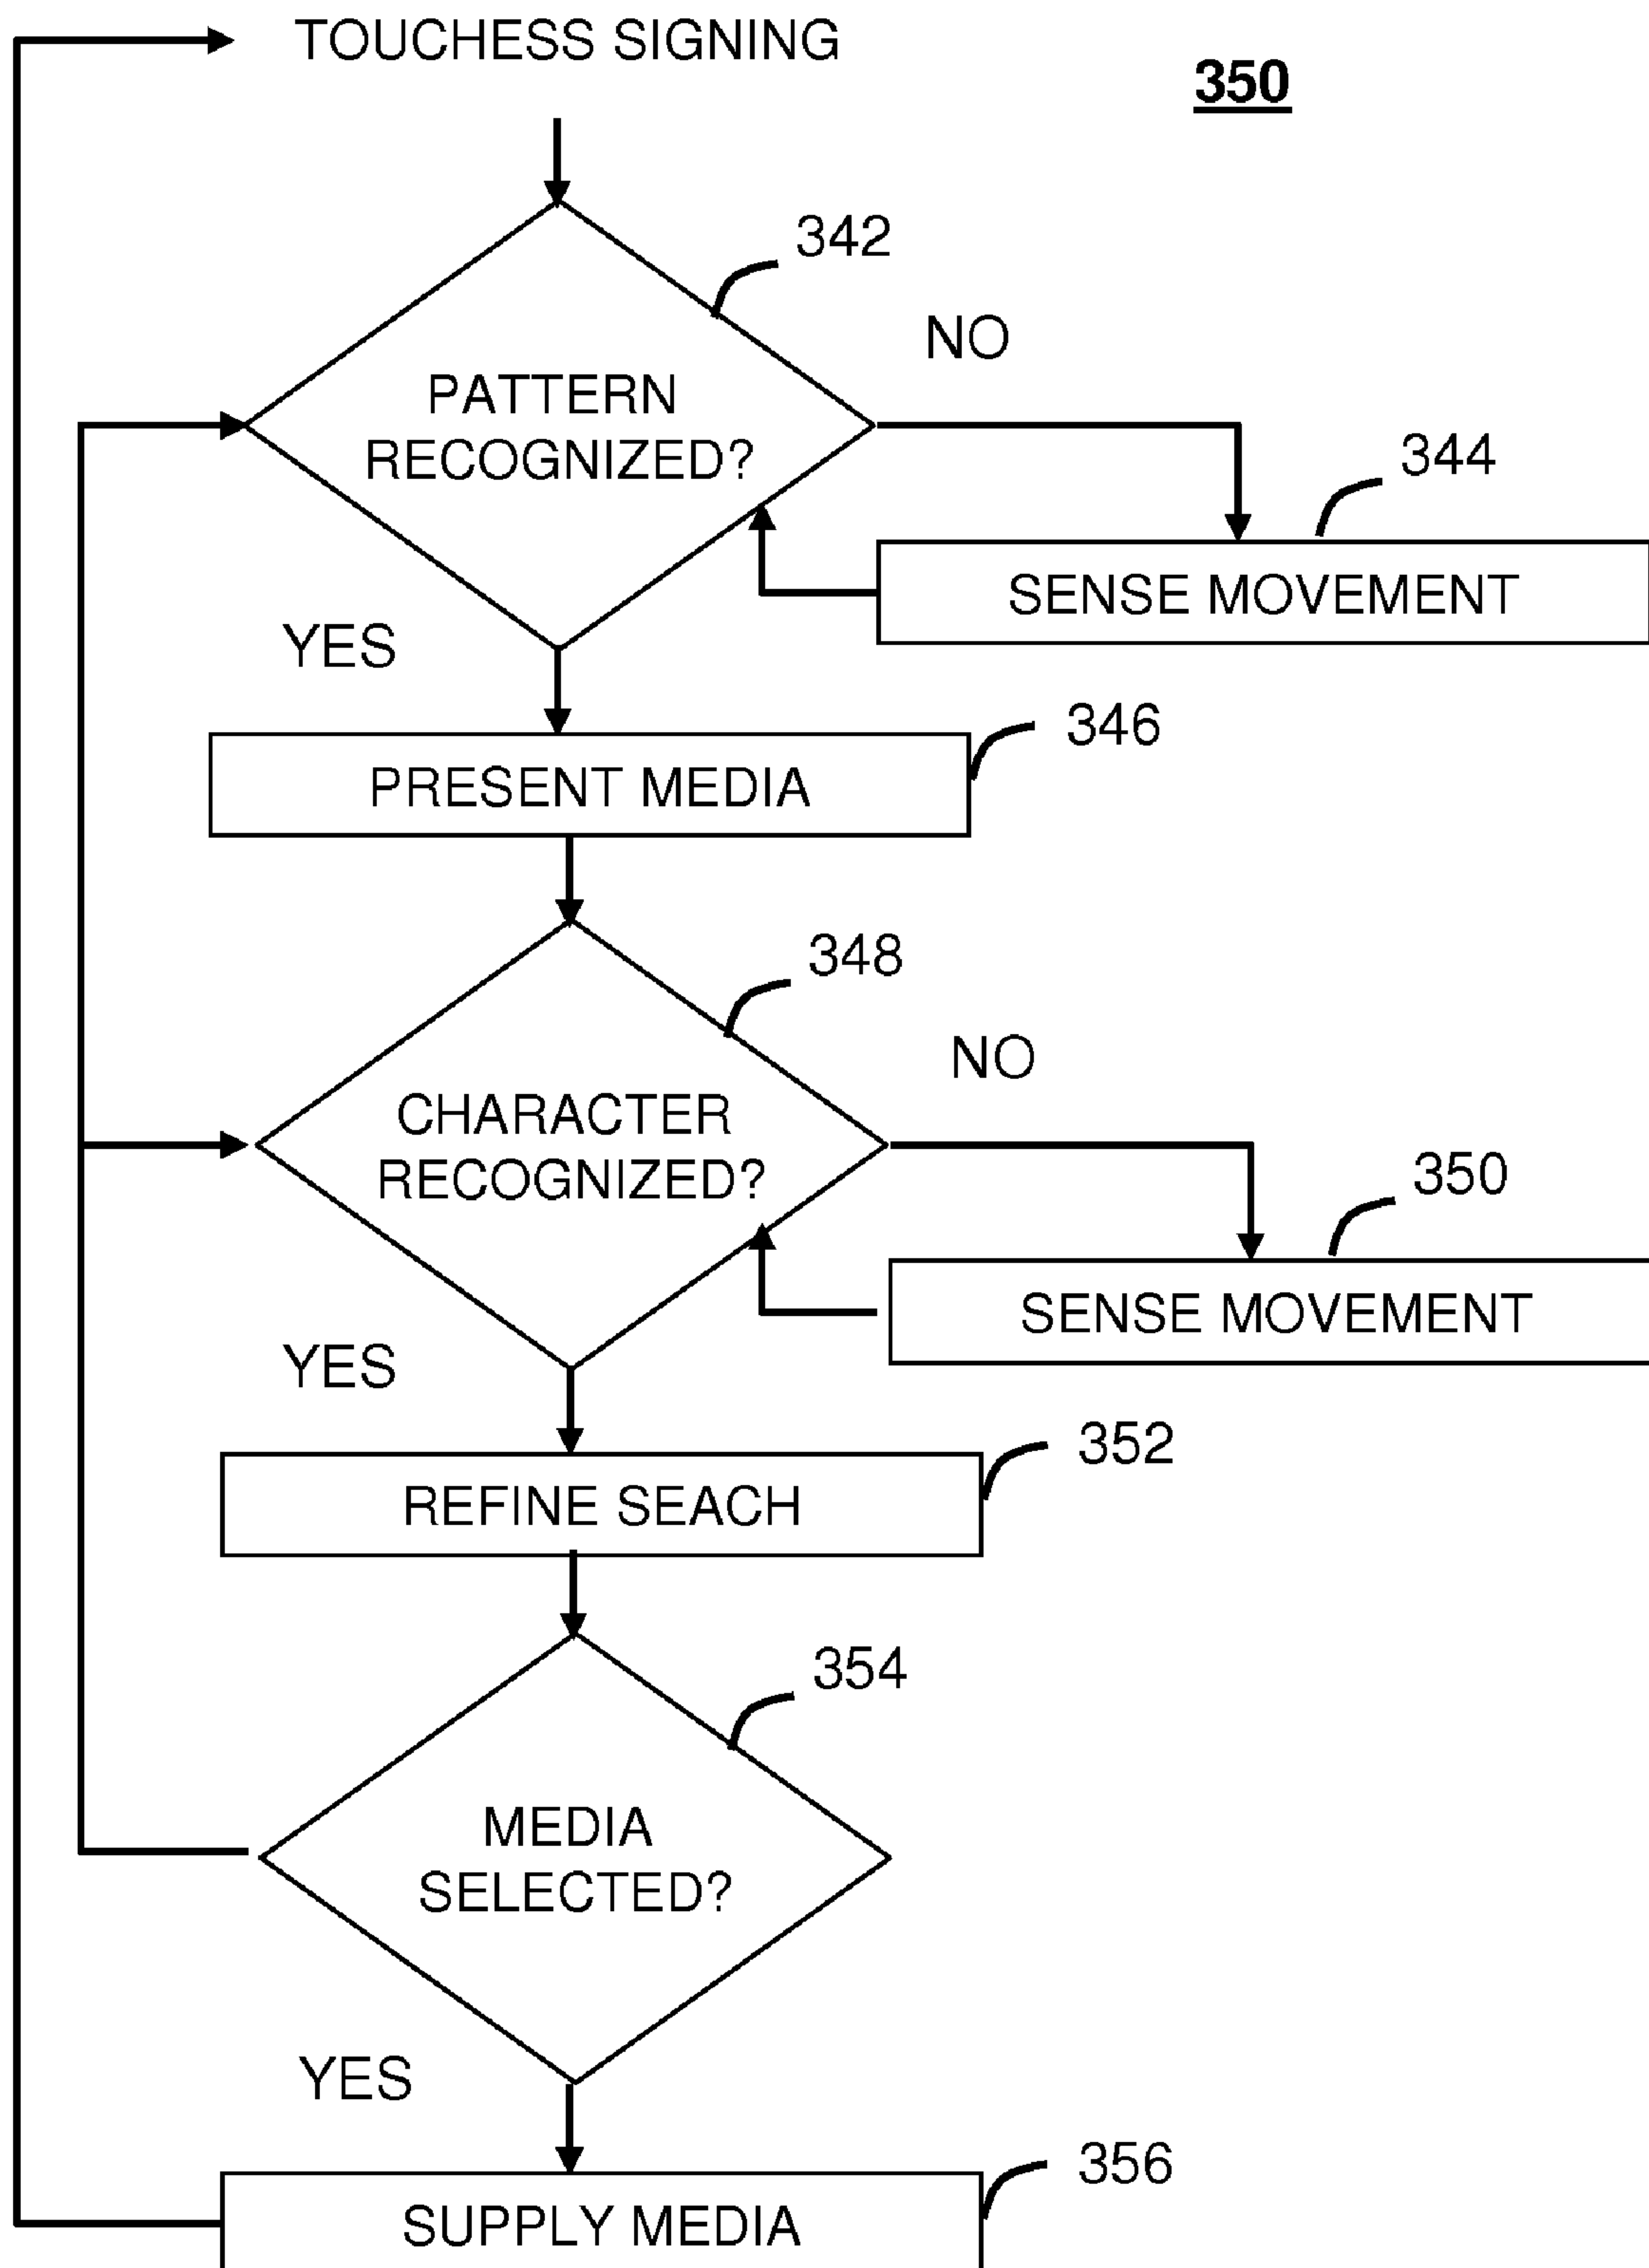 TOUCHESS SIGNING
350
342
NO
PATTERN
RECOGNIZED?
344
SENSE MOVEMENT
YES
346
PRESENT MEDIA
348
NO
CHARACTER
RECOGNIZED?
350
SENSE MOVEMENT
YES
352
REFINE SEACH
354
MEDIA
SELECTED?
YES
356
SUPPLY MEDIA